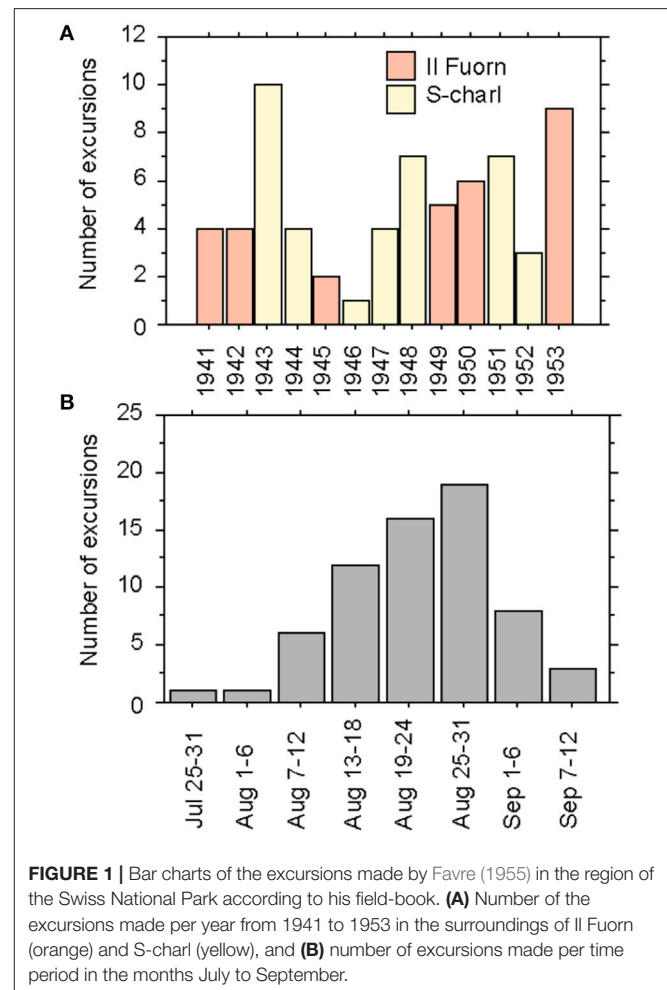 A
12
10
8
6
4
2
0
Number of excursions
Il Fuorn
S-charl
1941 1942 1943 1944 1945 1946 1947 1948 1949 1950 1951 1952 1953
B
25
20
15
10
5
0
Number of excursions
Jul 25-31 Aug 1-6 Aug 7-12 Aug 13-18 Aug 19-24 Aug 25-31 Sep 1-6 Sep 7-12
FIGURE 1 | Bar charts of the excursions made by Favre (1955) in the region of
the Swiss National Park according to his field-book. (A) Number of the
excursions made per year from 1941 to 1953 in the surroundings of Il Fuorn
(orange) and S-charl (yellow), and (B) number of excursions made per time
period in the months July to September.